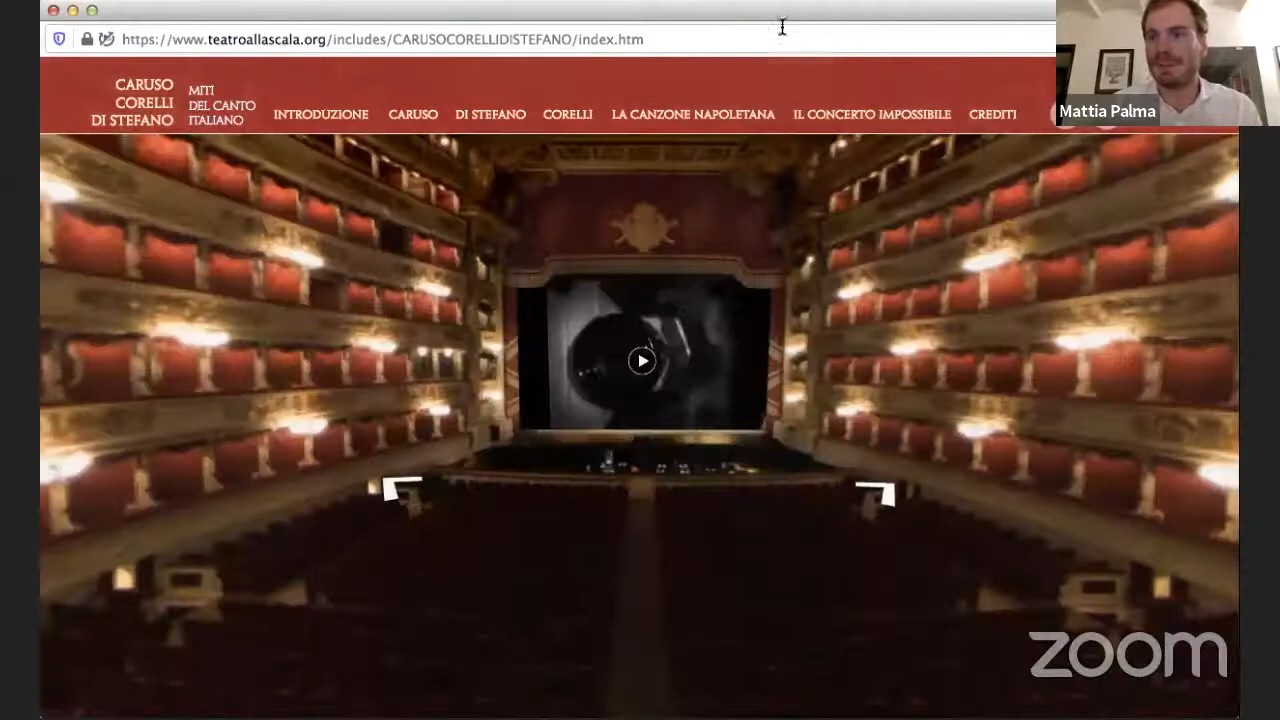 https://www.teatroallascala.org/includes/CARUSOCORELLIDISTEFANO/index.htm
CARUSO
CORELLI
DI STEFANO
MITI
DEL CANTO
ITALIANO
INTRODUZIONE CARUSO DI STEFANO CORELLI LA CANZONE NAPOLETANA IL CONCERTO IMPOSSIBILE CREDITI
Mattia Palma
zoom